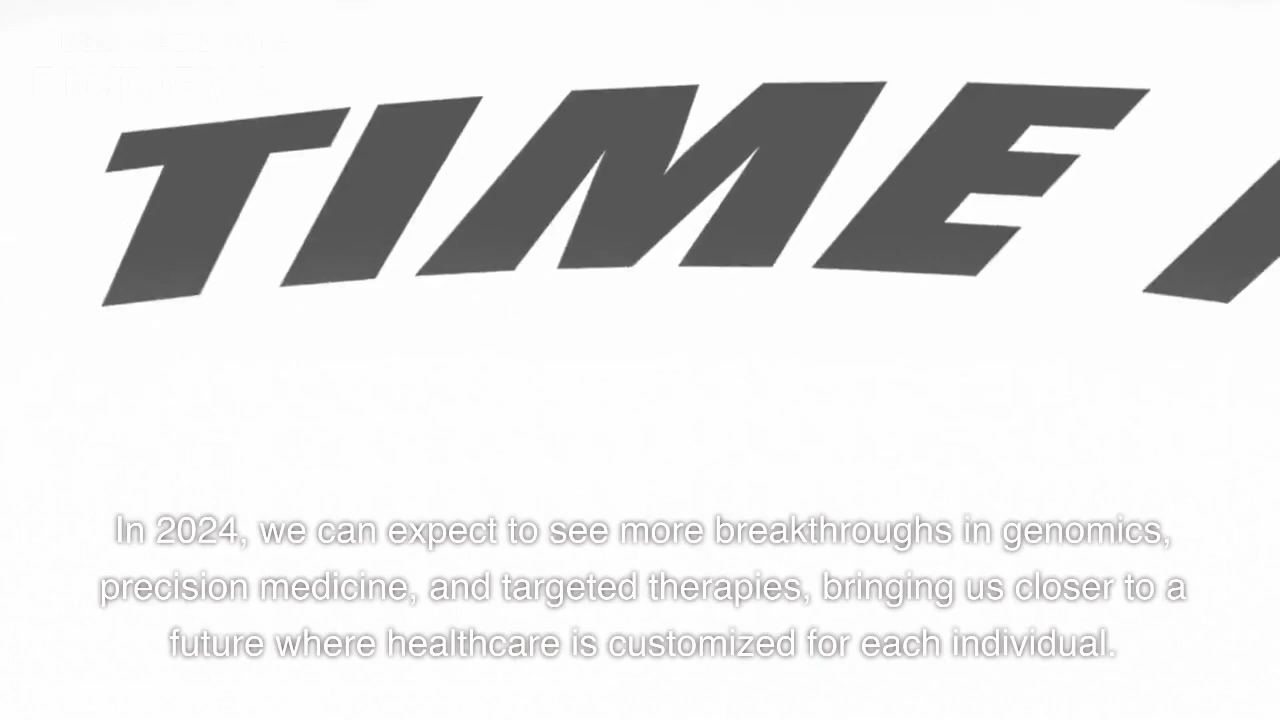 TIME
In 2024, we can expect to see more breakthroughs in genomics,
precision medicine, and targeted therapies, bringing us closer to a
future where healthcare is customized for each individual.